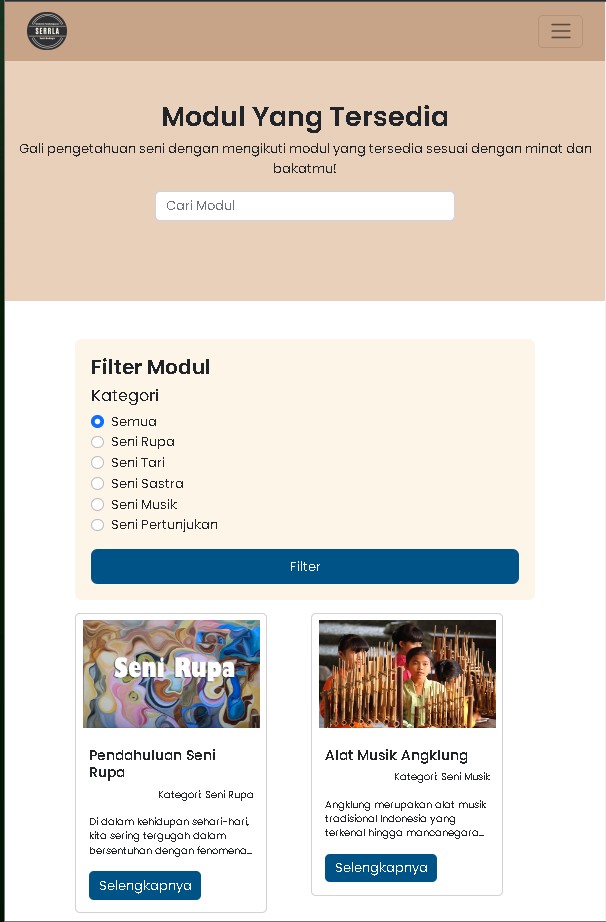 SERRLA
Modul Yang Tersedia
Gali pengetahuan seni dengan mengikuti modul yang tersedia sesuai dengan minat dan
bakatmu!
Cari Modul
Filter Modul
Kategori
Semua
Seni Rupa
Seni Tari
Seni Sastra
Seni Musik
Seni Pertunjukan
Filter
Seni Rupa
Pendahuluan Seni
Rupa
Kategori: Seni Rupa
Di dalam kehidupan sehari-hari,
kita sering tergugah dalam
bersentuhan dengan fenomena...
Selengkapnya
Alat Musik Angklung
Kategori: Seni Musik
Angklung merupakan alat musik
tradisional Indonesia yang
terkenal hingga mancanegara...
Selengkapnya